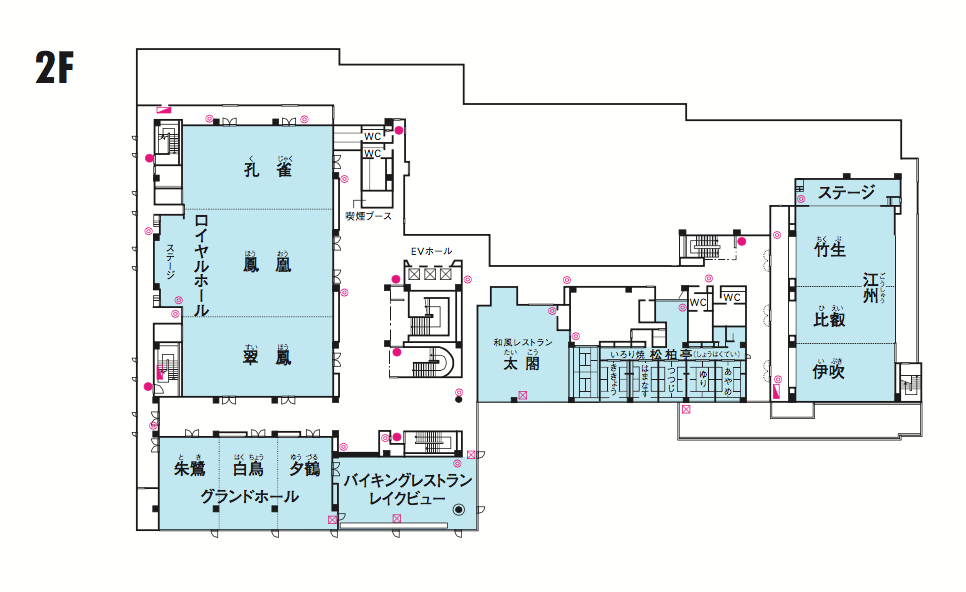 2F
WC
WC
喫煙ブース
EVホール
く じゃく
孔 雀
ロイヤルホール
ステージ
ほう おう
鳳 凰
すい ほう
翠 鳳
と き
朱鷺
はく ちょう
白鳥
ゆう づる
夕鶴
グランドホール
バイキングレストラン
レイクビュー
和風レストラン
たい こう
太 閤
WC
WC
いろり焼 松柏亭(しょうはくてい)
ききょう
はまなす
つつじ
ゆり
あやめ
ステージ
ちく ぶ
竹生
ごうしゅう
江州
ひ えい
比叡
い ぶき
伊吹